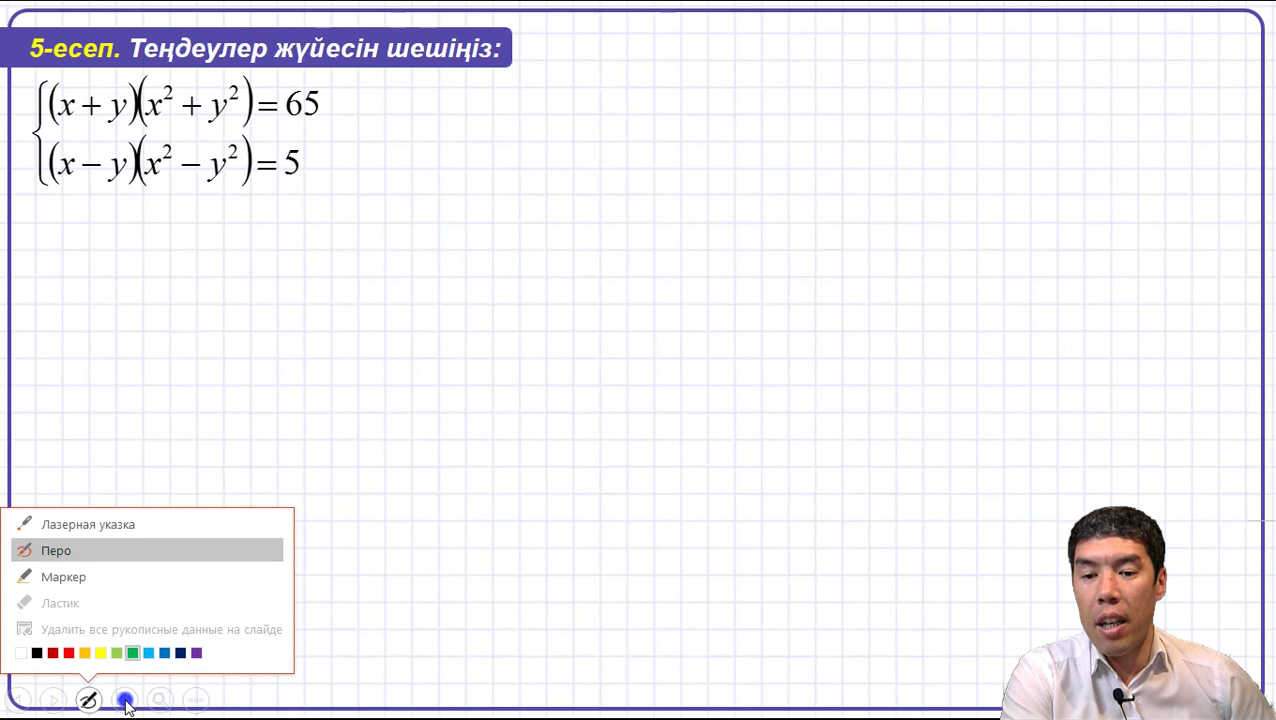 5-есеп. Теңдеулер жүйесін шешіңіз:
(x + y)(x² + y²) = 65
(x − y)(x² − y²) = 5
Лазерная указка
Перо
Маркер
Ластик
Удалить все рукописные данные на слайде